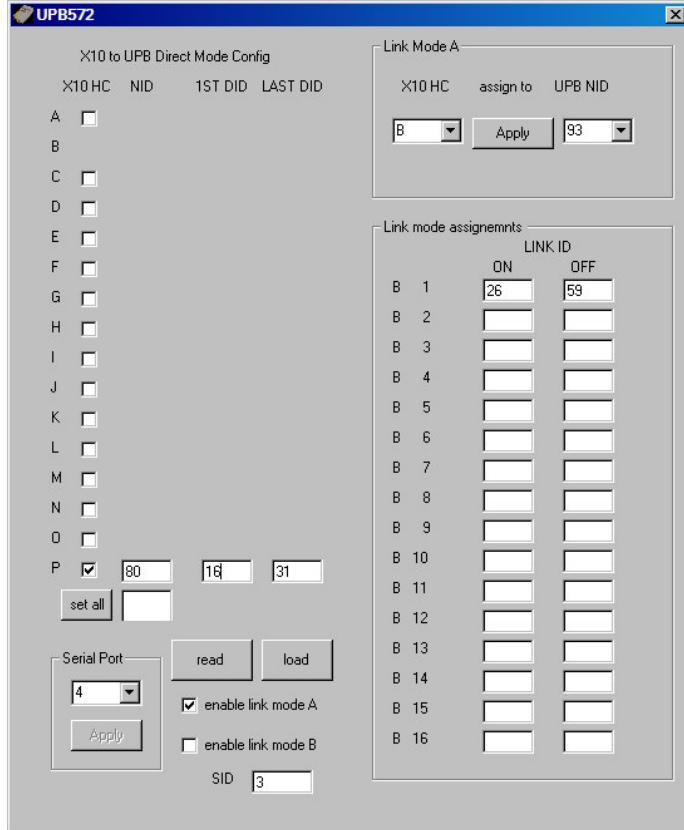 UPB572
X10 to UPB Direct Mode Config
X10 HC NID 1ST DID LAST DID
A
B
C
D
E
F
G
H
I
J
K
L
M
N
O
P 80 16 31
set all
Serial Port
4
Apply
read load
enable link mode A
enable link mode B
SID 3
Link Mode A
X10 HC assign to UPB NID
B Apply 93
Link mode assignemnts
LINK ID
ON OFF
B 1 26 59
B 2
B 3
B 4
B 5
B 6
B 7
B 8
B 9
B 10
B 11
B 12
B 13
B 14
B 15
B 16